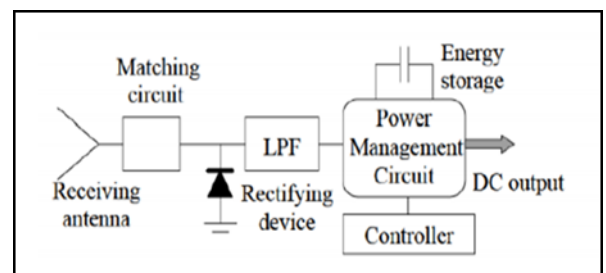 Matching
circuit
Energy
storage
Receiving
antenna
Rectifying
device
LPF
Power
Management
Circuit
DC output
Controller